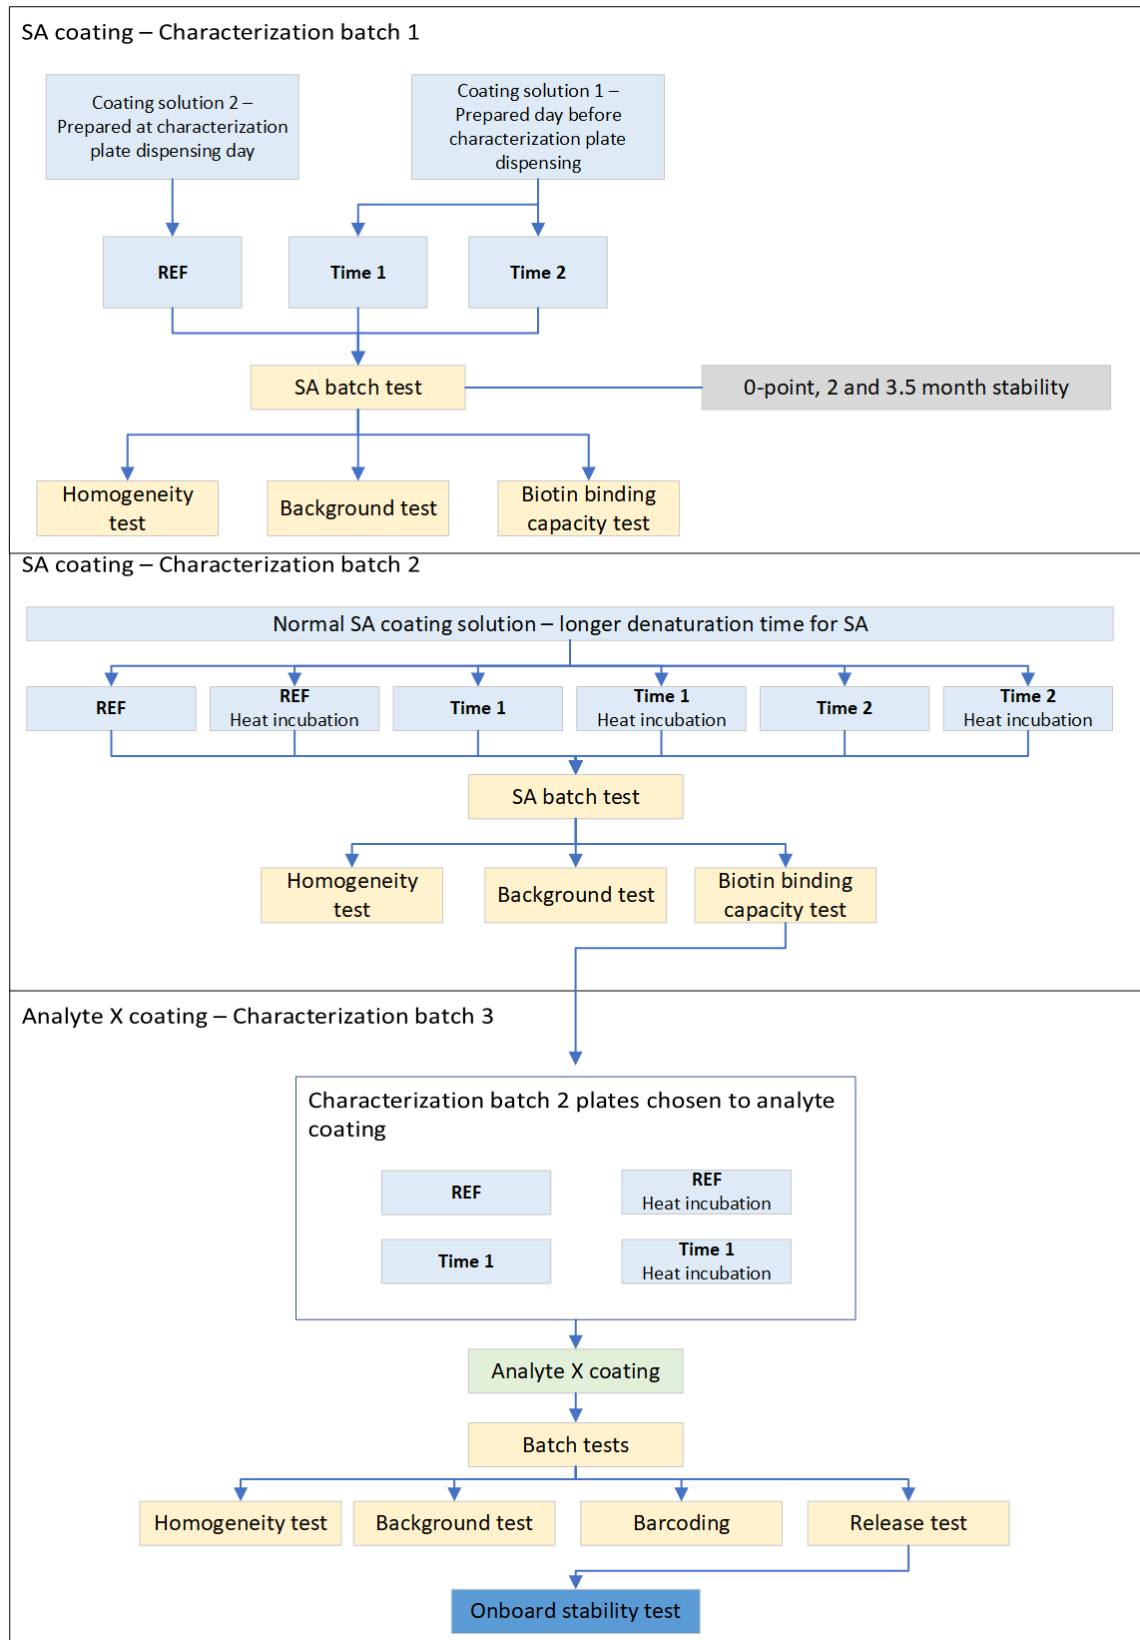 SA coating – Characterization batch 1
Coating solution 2 –
Prepared at characterization
plate dispensing day
Coating solution 1 –
Prepared day before
characterization plate
dispensing
REF
Time 1
Time 2
SA batch test
0-point, 2 and 3.5 month stability
Homogeneity
test
Background test
Biotin binding
capacity test
SA coating – Characterization batch 2
Normal SA coating solution – longer denaturation time for SA
REF
REF
Heat incubation
Time 1
Time 1
Heat incubation
Time 2
Time 2
Heat incubation
SA batch test
Homogeneity
test
Background test
Biotin binding
capacity test
Analyte X coating – Characterization batch 3
Characterization batch 2 plates chosen to analyte
coating
REF
REF
Heat incubation
Time 1
Time 1
Heat incubation
Analyte X coating
Batch tests
Homogeneity test
Background test
Barcoding
Release test
Onboard stability test